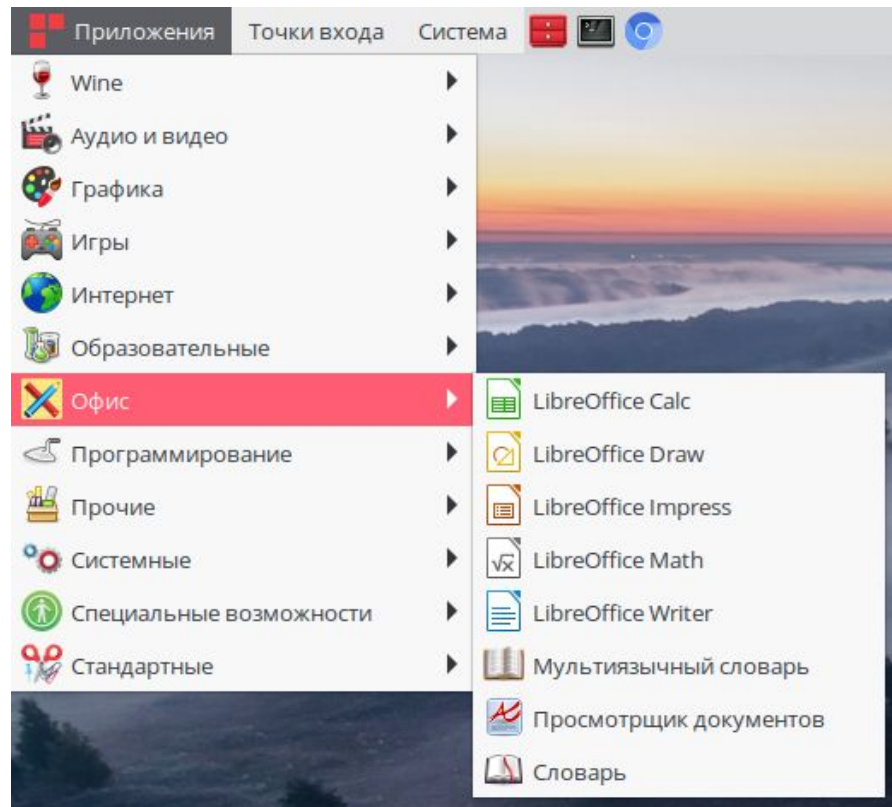 Приложения Точки входа Система
Wine
Аудио и видео
Графика
Игры
Интернет
Образовательные
Офис
Программирование
Прочие
Системные
Специальные возможности
Стандартные
LibreOffice Calc
LibreOffice Draw
LibreOffice Impress
LibreOffice Math
LibreOffice Writer
Мультиязычный словарь
Просмотрщик документов
Словарь